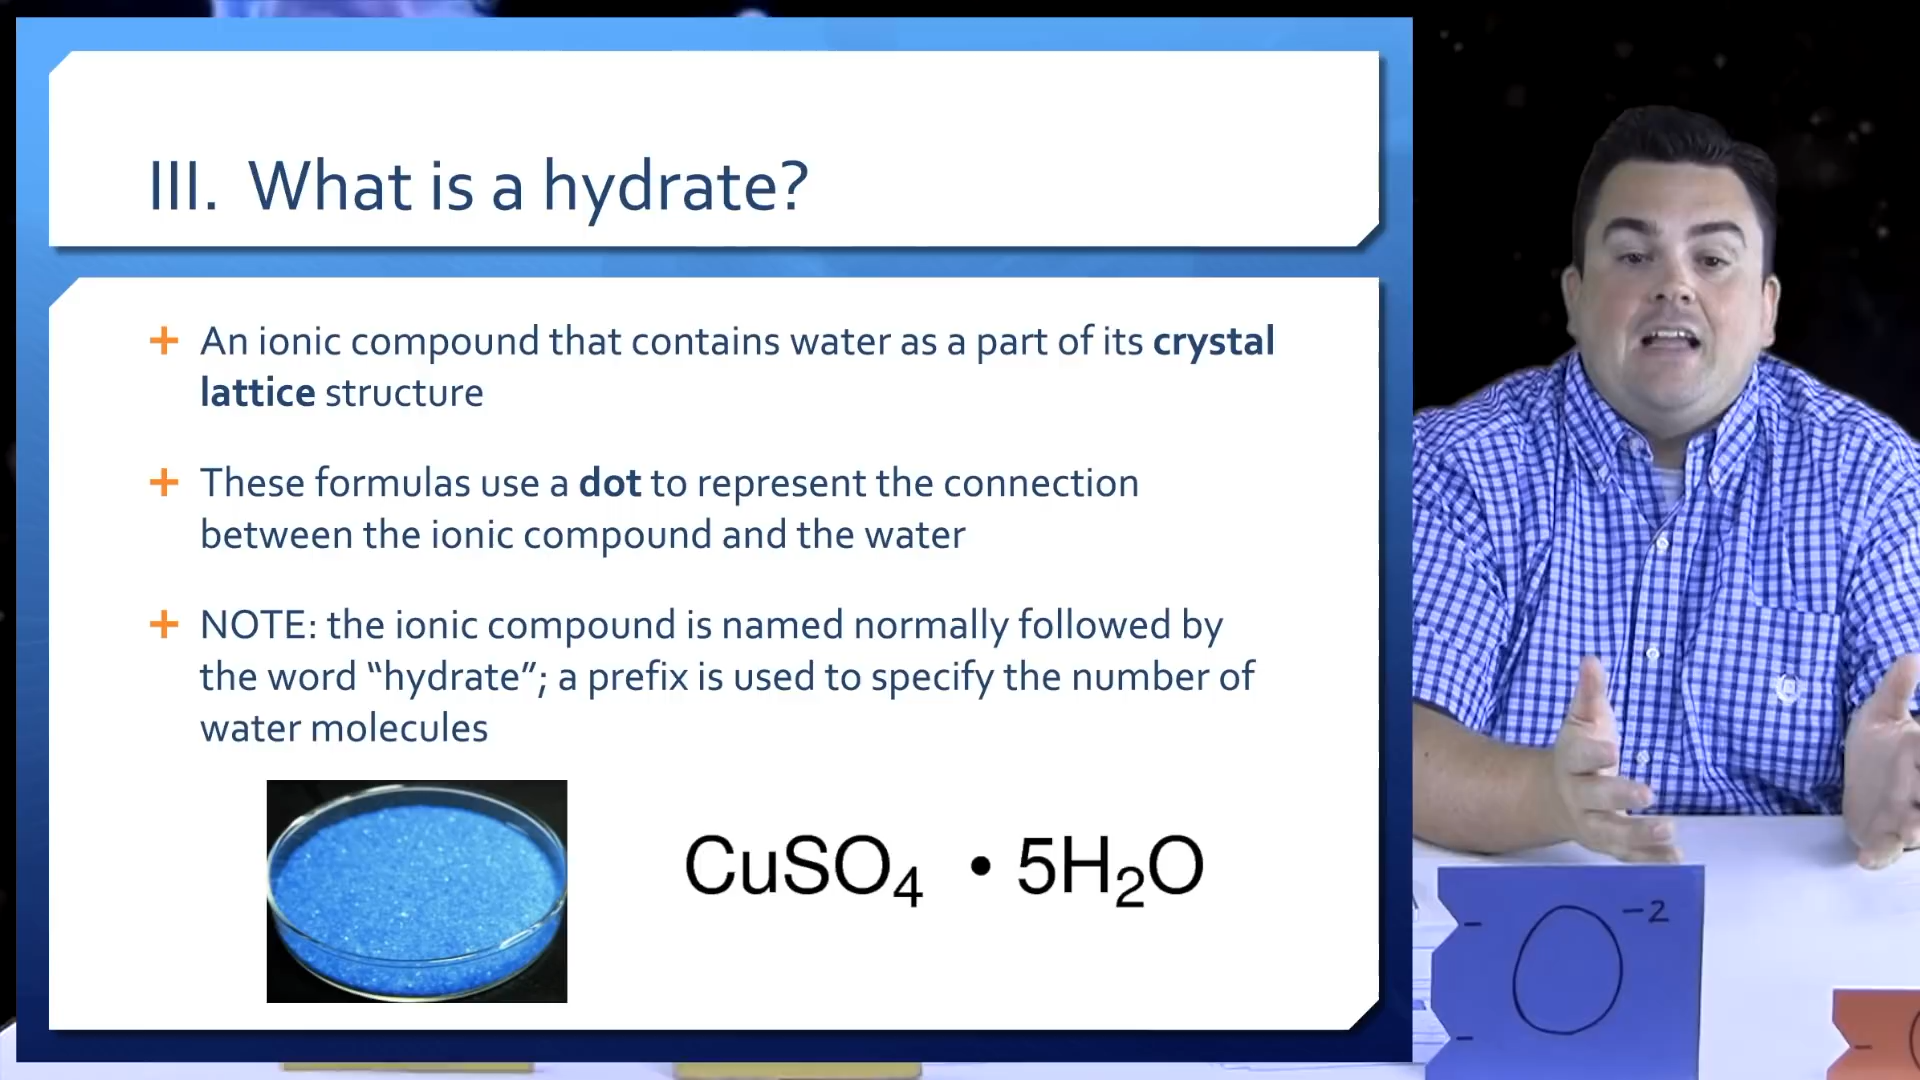 III. What is a hydrate?
+ An ionic compound that contains water as a part of its crystal
lattice structure
+ These formulas use a dot to represent the connection
between the ionic compound and the water
+ NOTE: the ionic compound is named normally followed by
the word “hydrate”; a prefix is used to specify the number of
water molecules
CuSO₄ • 5H₂O
O −2
−
−
−